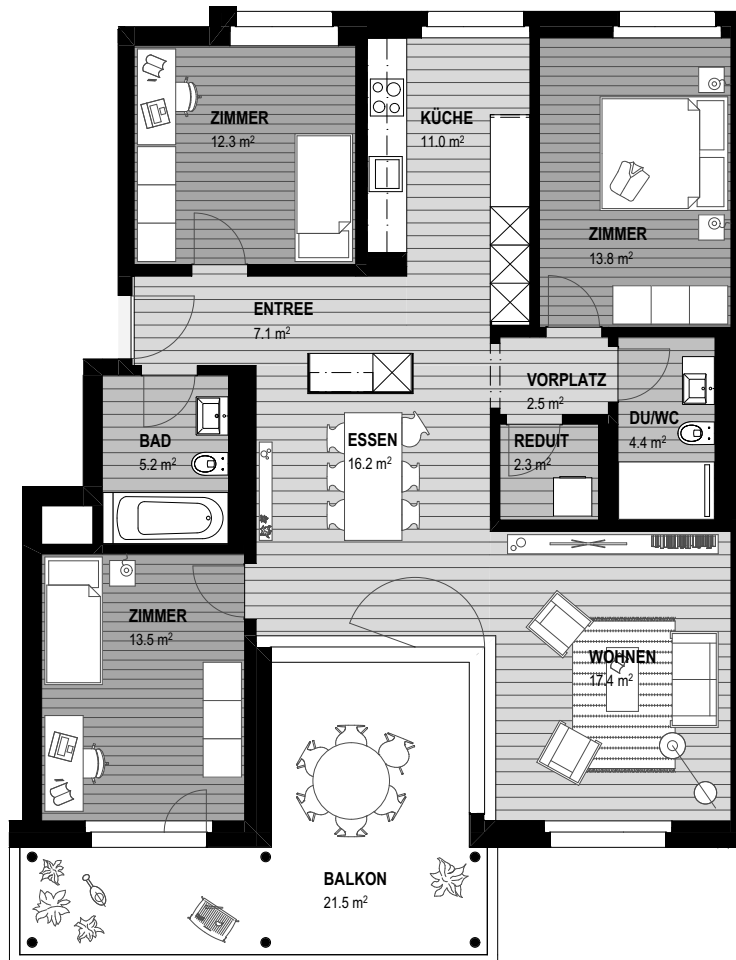 ZIMMER
12.3 m²
KÜCHE
11.0 m²
ZIMMER
13.8 m²
ENTREE
7.1 m²
VORPLATZ
2.5 m²
DU/WC
4.4 m²
BAD
5.2 m²
ESSEN
16.2 m²
REDUIT
2.3 m²
ZIMMER
13.5 m²
WOHNEN
17.4 m²
BALKON
21.5 m²